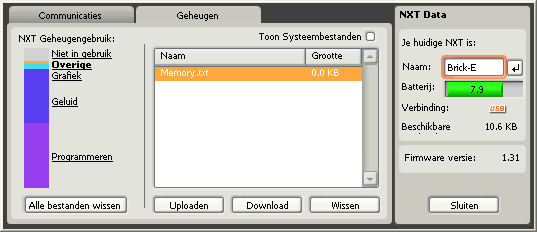 Communicaties
Geheugen
NXT Geheugengebruik:
Niet in gebruik
Overige
Grafiek
Geluid
Programmeren
Alle bestanden wissen
Toon Systeembestanden
Naam Grootte
Memory.txt 0.0 KB
Uploaden
Download
Wissen
NXT Data
Je huidige NXT is:
Naam: Brick-E
Batterij: 7.9
Verbinding: USB
Beschikbare 10.6 KB
Firmware versie: 1.31
Sluiten